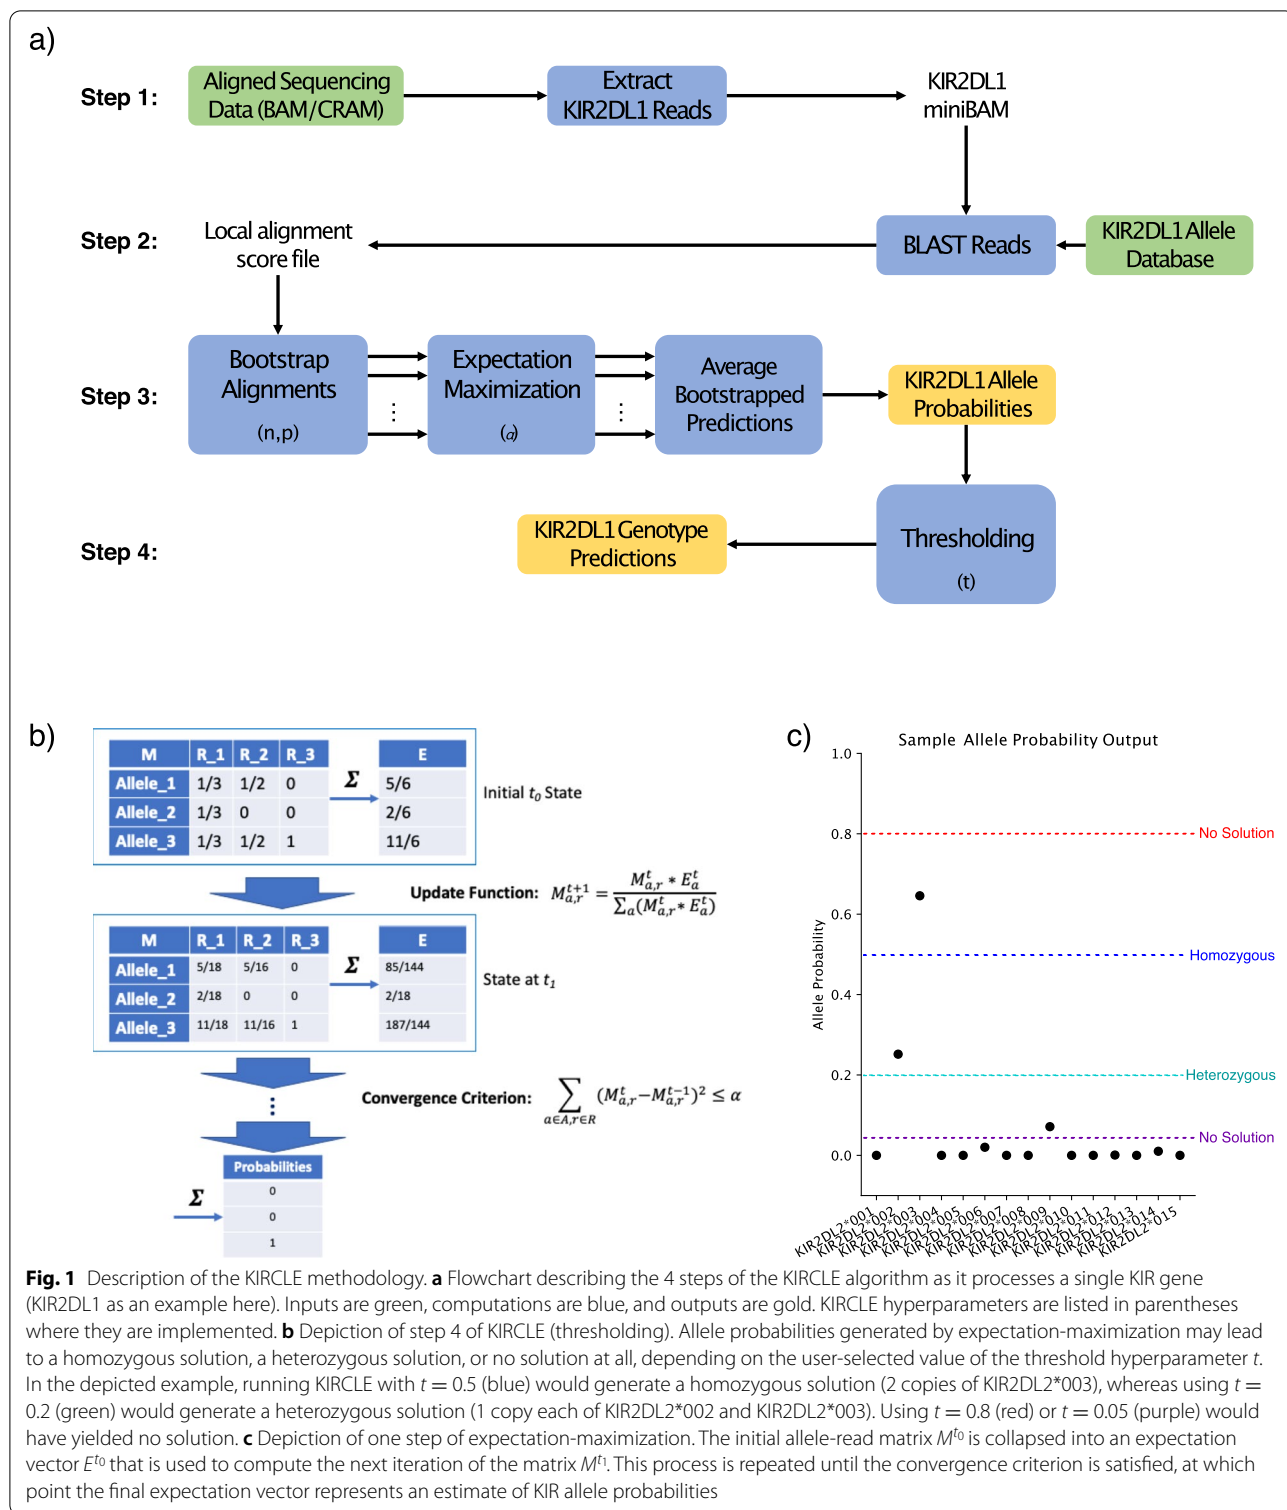 a)
Step 1:
Aligned Sequencing
Data (BAM/CRAM)
Extract
KIR2DL1 Reads
KIR2DL1
miniBAM
Step 2:
Local alignment
score file
BLAST Reads
KIR2DL1 Allele
Database
Step 3:
Bootstrap
Alignments
(n,p)
⋮
Expectation
Maximization
(α)
⋮
Average
Bootstrapped
Predictions
KIR2DL1 Allele
Probabilities
Step 4:
KIR2DL1 Genotype
Predictions
Thresholding
(t)
b)
M R_1 R_2 R_3 E
Allele_1 1/3 1/2 0 Σ 5/6
Allele_2 1/3 0 0 2/6
Allele_3 1/3 1/2 1 11/6
Initial t₀ State
Update Function: M_{a,r}^{t+1} = \frac{M_{a,r}^{t} * E_a^{t}}{\sum_a (M_{a,r}^{t} * E_a^{t})}
M R_1 R_2 R_3 E
Allele_1 5/18 5/16 0 Σ 85/144
Allele_2 2/18 0 0 2/18
Allele_3 11/18 11/16 1 187/144
State at t₁
⋮
Convergence Criterion: \sum_{a∈A,r∈R} (M_{a,r}^{t} − M_{a,r}^{t−1})² ≤ α
Probabilities
Σ 0
0
1
c)
Sample Allele Probability Output
Allele Probability
1.0
0.8
0.6
0.4
0.2
0.0
No Solution
Homozygous
Heterozygous
No Solution
KIR2DL2*001
KIR2DL2*002
KIR2DL2*003
KIR2DL2*004
KIR2DL2*005
KIR2DL2*006
KIR2DL2*007
KIR2DL2*008
KIR2DL2*009
KIR2DL2*010
KIR2DL2*011
KIR2DL2*012
KIR2DL2*013
KIR2DL2*014
KIR2DL2*015
Fig. 1 Description of the KIRCLE methodology. a Flowchart describing the 4 steps of the KIRCLE algorithm as it processes a single KIR gene
(KIR2DL1 as an example here). Inputs are green, computations are blue, and outputs are gold. KIRCLE hyperparameters are listed in parentheses
where they are implemented. b Depiction of step 4 of KIRCLE (thresholding). Allele probabilities generated by expectation-maximization may lead
to a homozygous solution, a heterozygous solution, or no solution at all, depending on the user-selected value of the threshold hyperparameter t.
In the depicted example, running KIRCLE with t = 0.5 (blue) would generate a homozygous solution (2 copies of KIR2DL2*003), whereas using t =
0.2 (green) would generate a heterozygous solution (1 copy each of KIR2DL2*002 and KIR2DL2*003). Using t = 0.8 (red) or t = 0.05 (purple) would
have yielded no solution. c Depiction of one step of expectation-maximization. The initial allele-read matrix M^{t₀} is collapsed into an expectation
vector E^{t₀} that is used to compute the next iteration of the matrix M^{t₁}. This process is repeated until the convergence criterion is satisfied, at which
point the final expectation vector represents an estimate of KIR allele probabilities